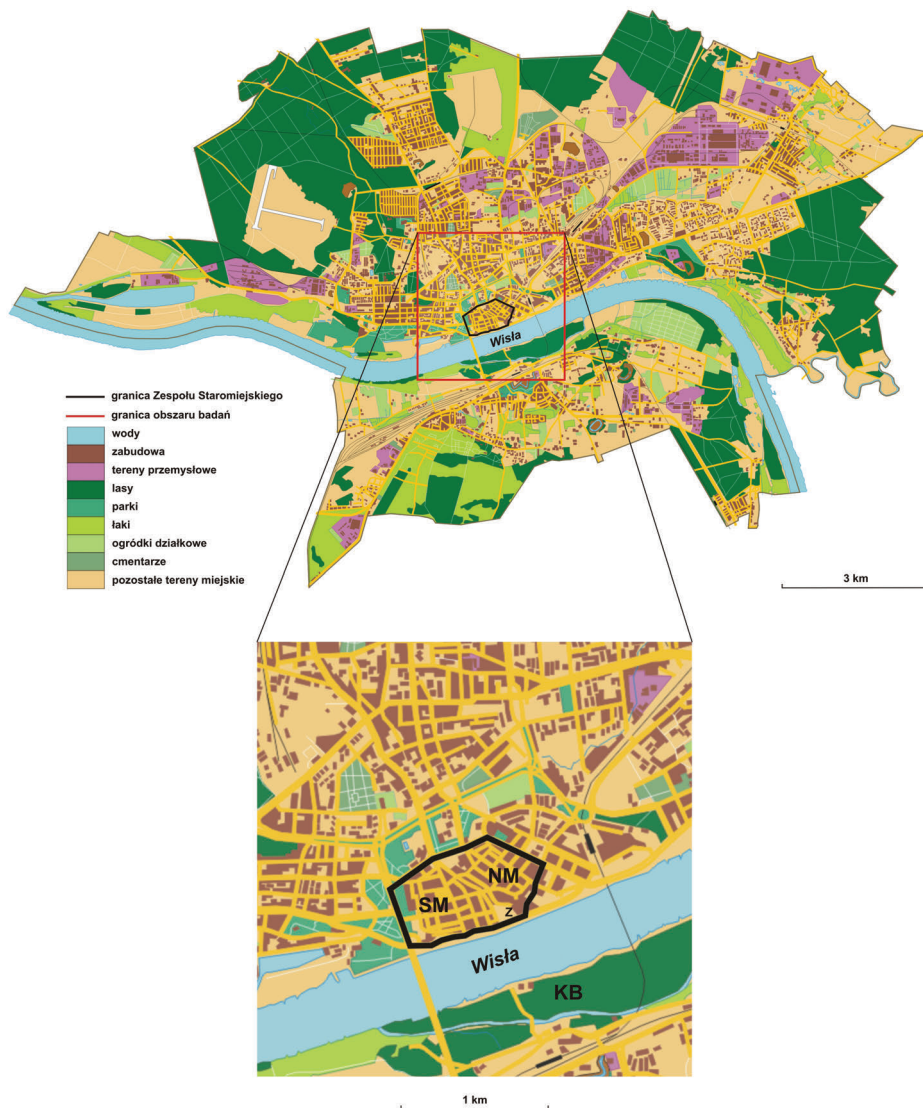 Wisła
granica Zespołu Staromiejskiego
granica obszaru badań
wody
zabudowa
tereny przemysłowe
lasy
parki
łaki
ogródki działkowe
cmentarze
pozostałe tereny miejskie
3 km
NM
SM
Z
Wisła
KB
1 km